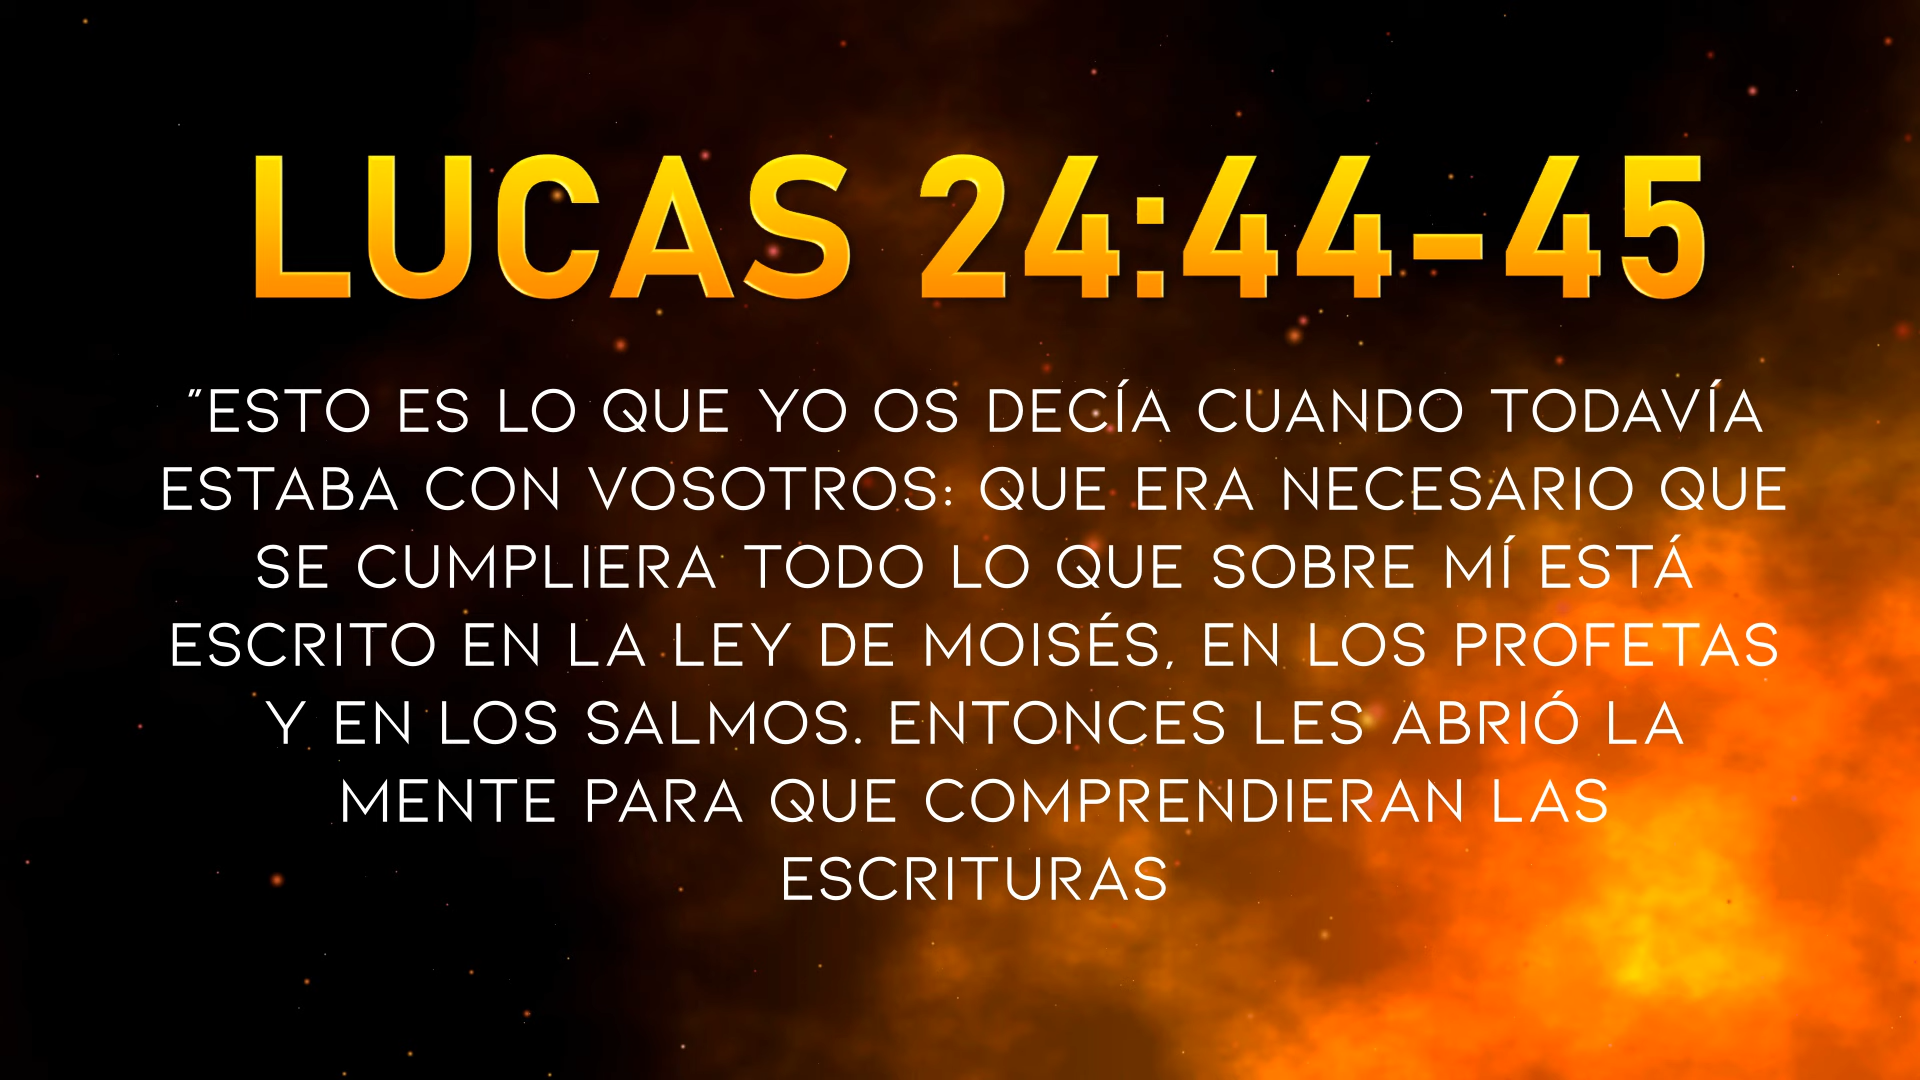 LUCAS 24:44-45
"ESTO ES LO QUE YO OS DECÍA CUANDO TODAVÍA
ESTABA CON VOSOTROS: QUE ERA NECESARIO QUE
SE CUMPLIERA TODO LO QUE SOBRE MÍ ESTÁ
ESCRITO EN LA LEY DE MOISÉS, EN LOS PROFETAS
Y EN LOS SALMOS. ENTONCES LES ABRIÓ LA
MENTE PARA QUE COMPRENDIERAN LAS
ESCRITURAS